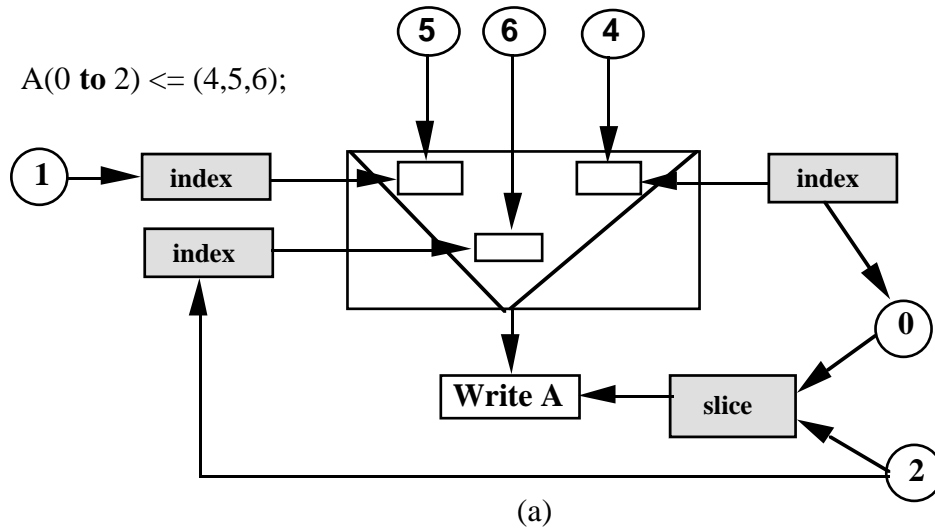 5 6 4
A(0 to 2) <= (4,5,6);
1 index index
index
0
Write A slice
2
(a)